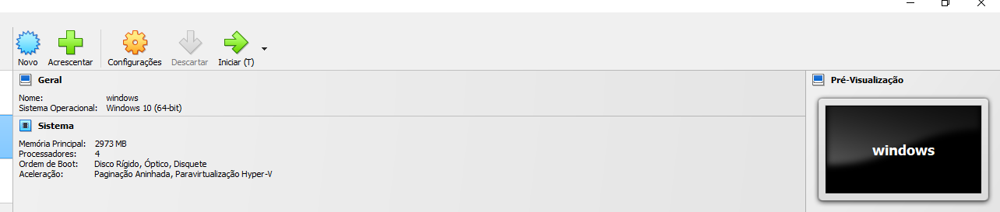 Novo Acrescentar Configurações Descartar Iniciar (T)
Geral
Nome: windows
Sistema Operacional: Windows 10 (64-bit)
Sistema
Memória Principal: 2973 MB
Processadores: 4
Ordem de Boot: Disco Rígido, Óptico, Disquete
Aceleração: Paginação Aninhada, Paravirtualização Hyper-V
Pré-Visualização
windows